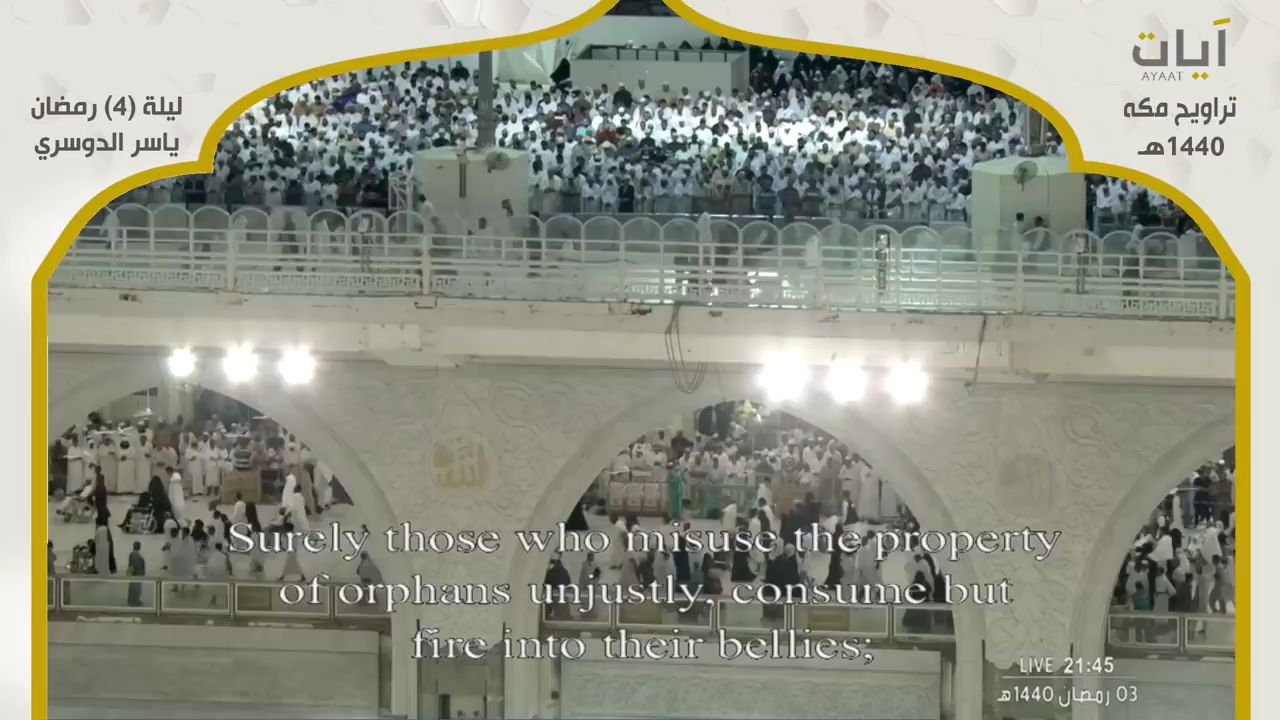 آيات
AYAAT
تراويح مكه
1440هـ
ليلة (4) رمضان
ياسر الدوسري
الله
Surely those who misuse the property
of orphans unjustly, consume but
fire into their bellies;
LIVE 21:45
03 رمضان 1440هـ